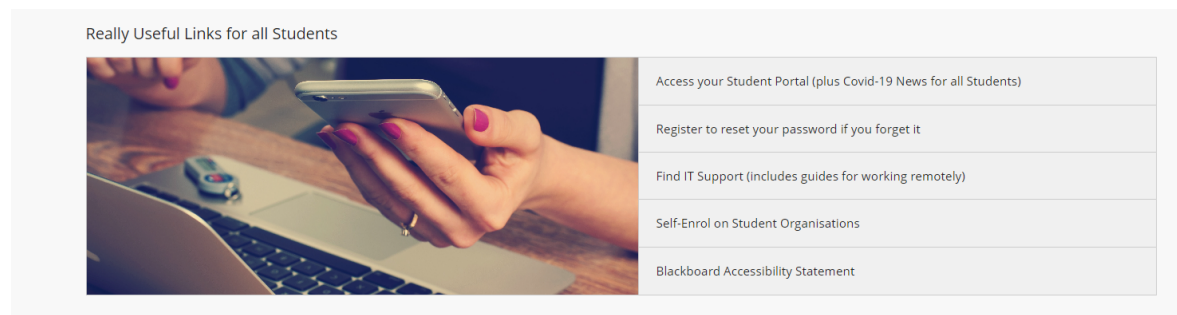 Really Useful Links for all Students
Access your Student Portal (plus Covid-19 News for all Students)
Register to reset your password if you forget it
Find IT Support (includes guides for working remotely)
Self-Enrol on Student Organisations
Blackboard Accessibility Statement